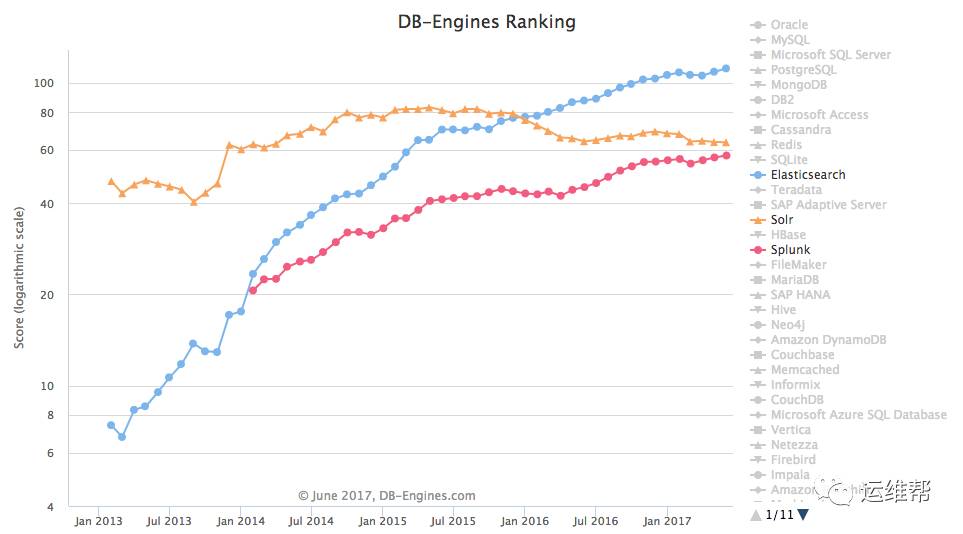 DB-Engines Ranking
Score (logarithmic scale)
100
80
60
40
20
10
8
6
4
Jan 2013
Jul 2013
Jan 2014
Jul 2014
Jan 2015
Jul 2015
Jan 2016
Jul 2016
Jan 2017
© June 2017, DB-Engines.com
Oracle
MySQL
Microsoft SQL Server
PostgreSQL
MongoDB
DB2
Microsoft Access
Cassandra
Redis
SQLite
Elasticsearch
Teradata
SAP Adaptive Server
Solr
HBase
Splunk
FileMaker
MariaDB
SAP HANA
Hive
Neo4j
Amazon DynamoDB
Couchbase
Memcached
Informix
CouchDB
Microsoft Azure SQL Database
Vertica
Netezza
Firebird
Impala
Amazon
运维帮
1/11